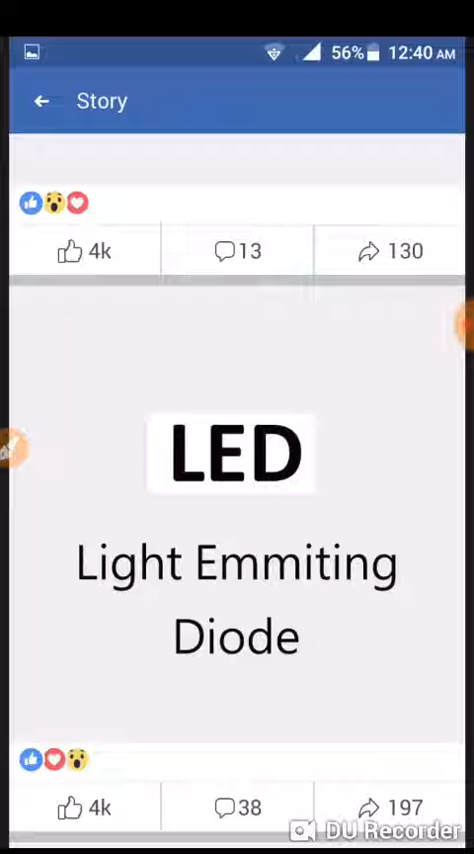 56% 12:40 AM
Story
4k 13 130
LED
Light Emmiting
Diode
4k 38 197
DU Recorder